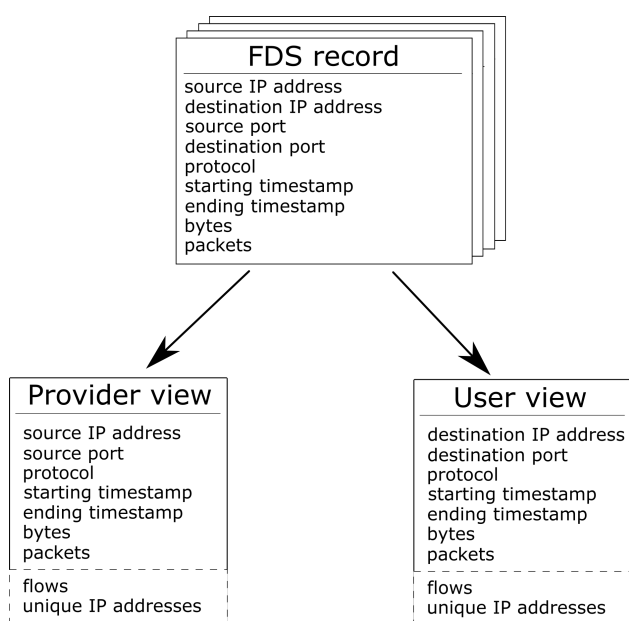 FDS record
source IP address
destination IP address
source port
destination port
protocol
starting timestamp
ending timestamp
bytes
packets
Provider view
source IP address
source port
protocol
starting timestamp
ending timestamp
bytes
packets
flows
unique IP addresses
User view
destination IP address
destination port
protocol
starting timestamp
ending timestamp
bytes
packets
flows
unique IP addresses